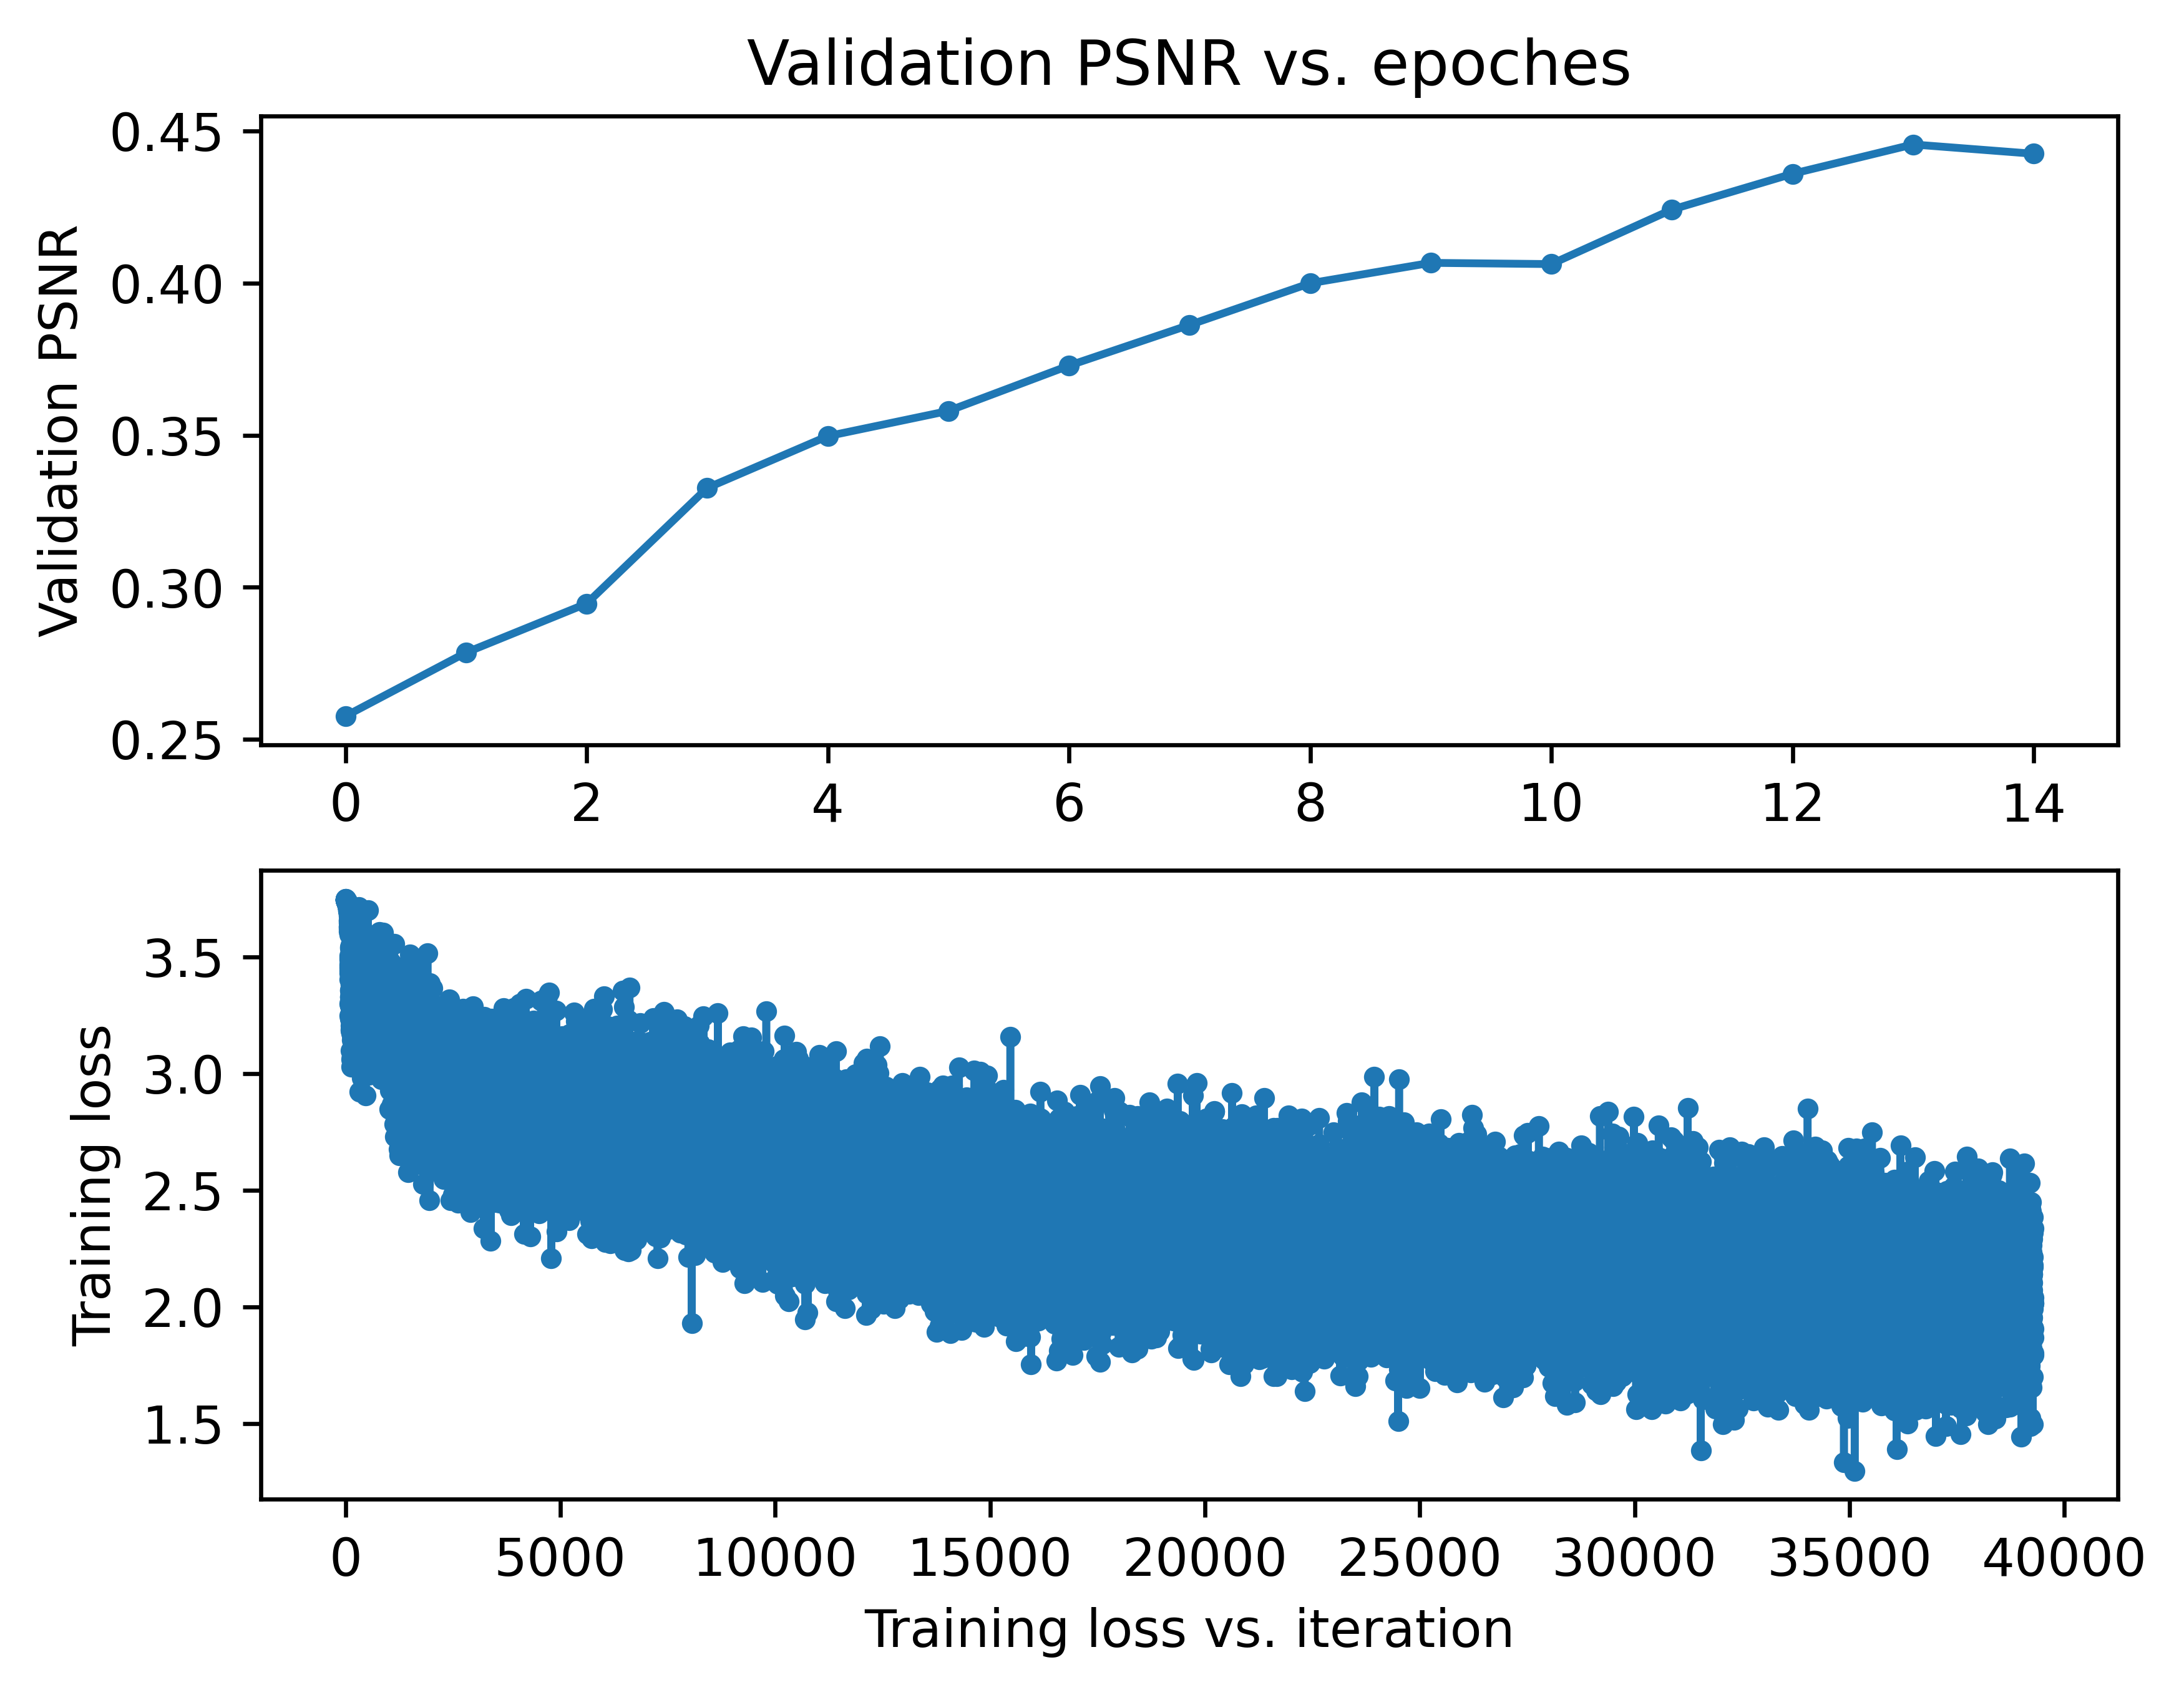 Validation PSNR vs. epoches
Validation PSNR
0.45
0.40
0.35
0.30
0.25
0 2 4 6 8 10 12 14
Training loss
3.5
3.0
2.5
2.0
1.5
0 5000 10000 15000 20000 25000 30000 35000 40000
Training loss vs. iteration